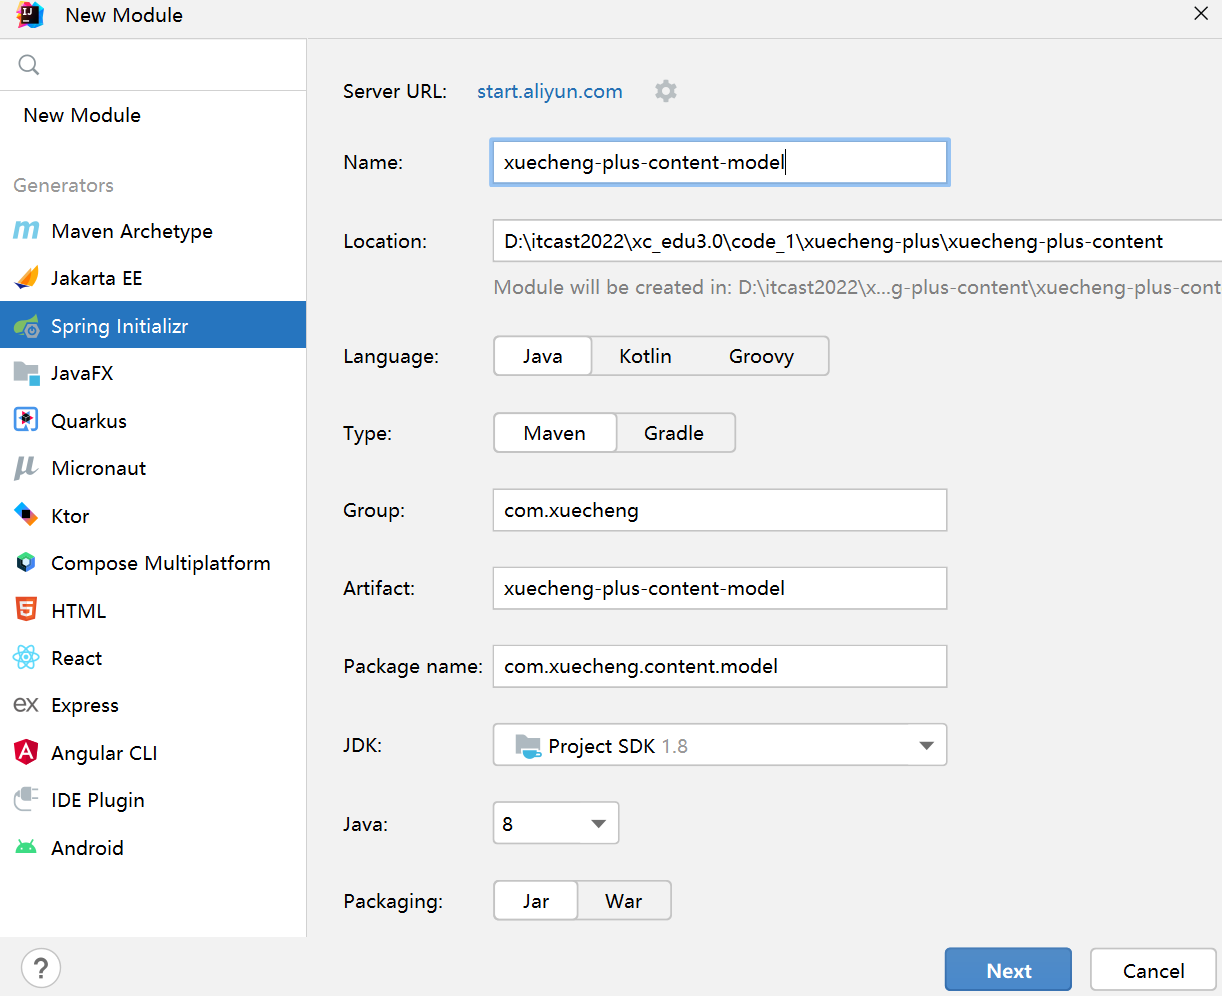 New Module
New Module
Generators
Maven Archetype
Jakarta EE
Spring Initializr
JavaFX
Quarkus
Micronaut
Ktor
Compose Multiplatform
HTML
React
Express
Angular CLI
IDE Plugin
Android
Server URL: start.aliyun.com
Name: xuecheng-plus-content-model
Location: D:\itcast2022\xc_edu3.0\code_1\xuecheng-plus\xuecheng-plus-content
Module will be created in: D:\itcast2022\x...g-plus-content\xuecheng-plus-cont
Language: Java Kotlin Groovy
Type: Maven Gradle
Group: com.xuecheng
Artifact: xuecheng-plus-content-model
Package name: com.xuecheng.content.model
JDK: Project SDK 1.8
Java: 8
Packaging: Jar War
? Next Cancel